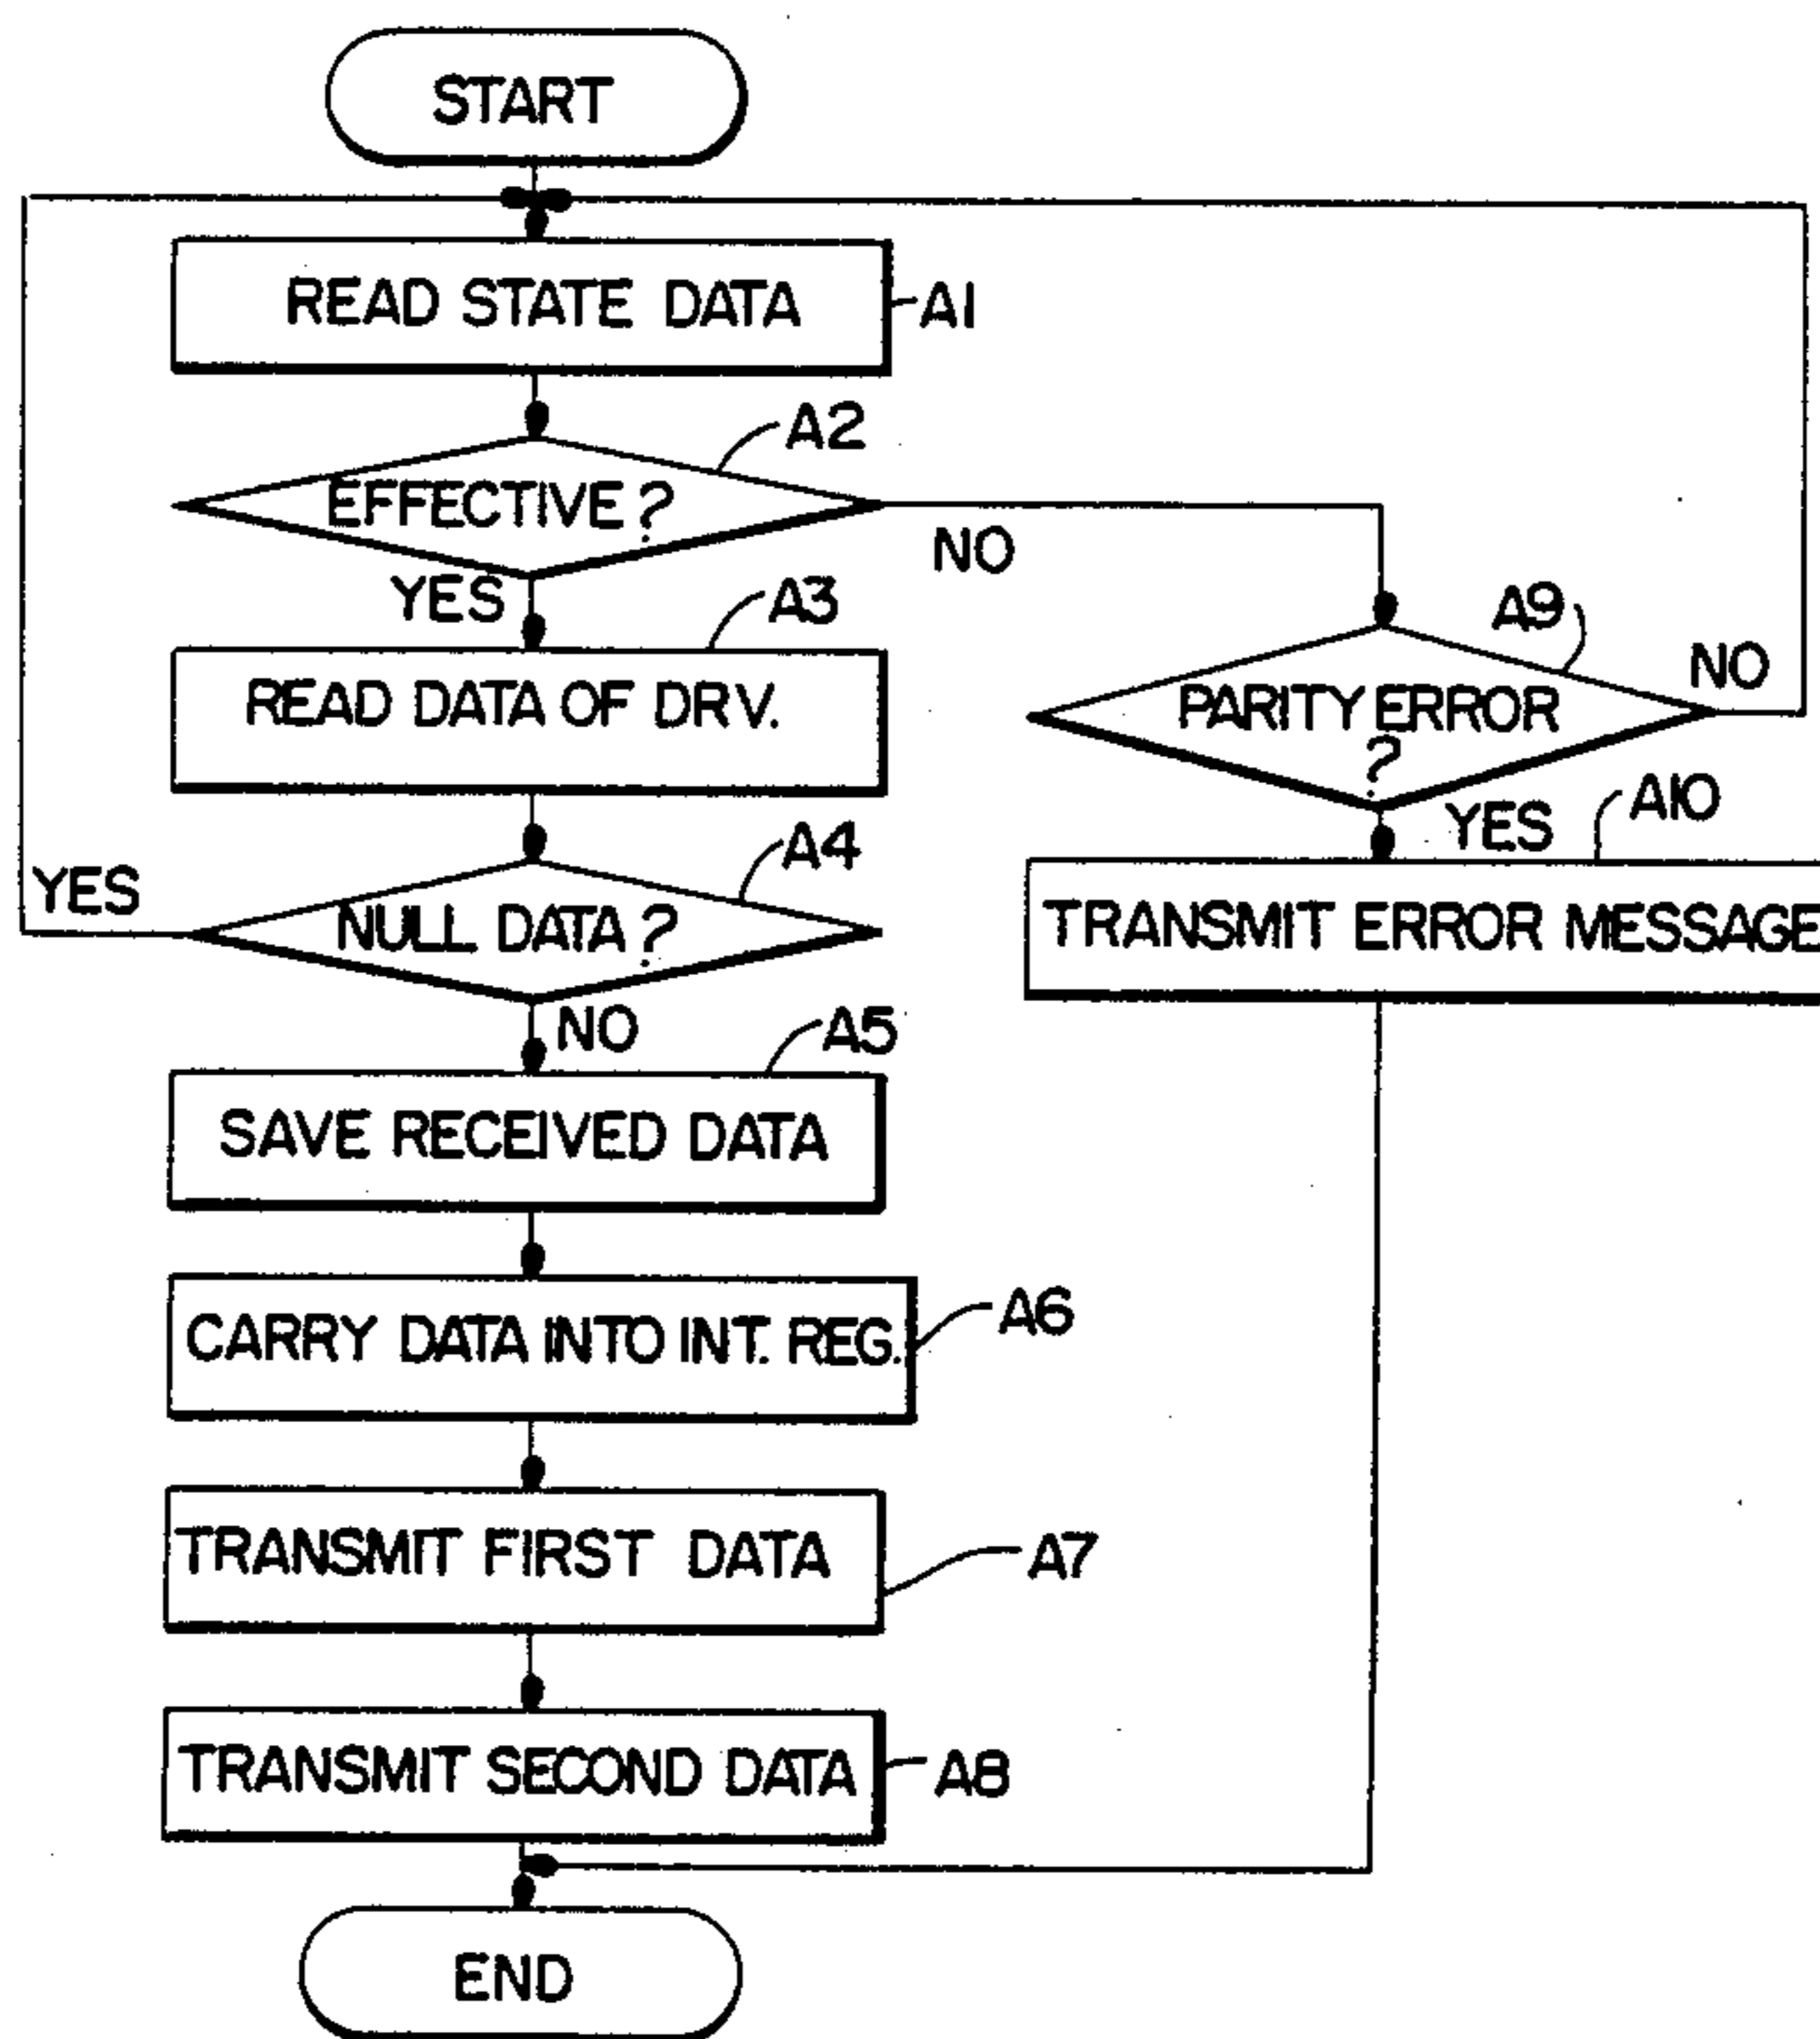 START
READ STATE DATA
A1
A2
EFFECTIVE?
NO
YES
A3
READ DATA OF DRV.
A9
NO
PARITY ERROR
?
YES
A10
TRANSMIT ERROR MESSAGE
A4
YES
NULL DATA?
NO
A5
SAVE RECEIVED DATA
CARRY DATA INTO INT. REG.
A6
TRANSMIT FIRST DATA
A7
TRANSMIT SECOND DATA
A8
END